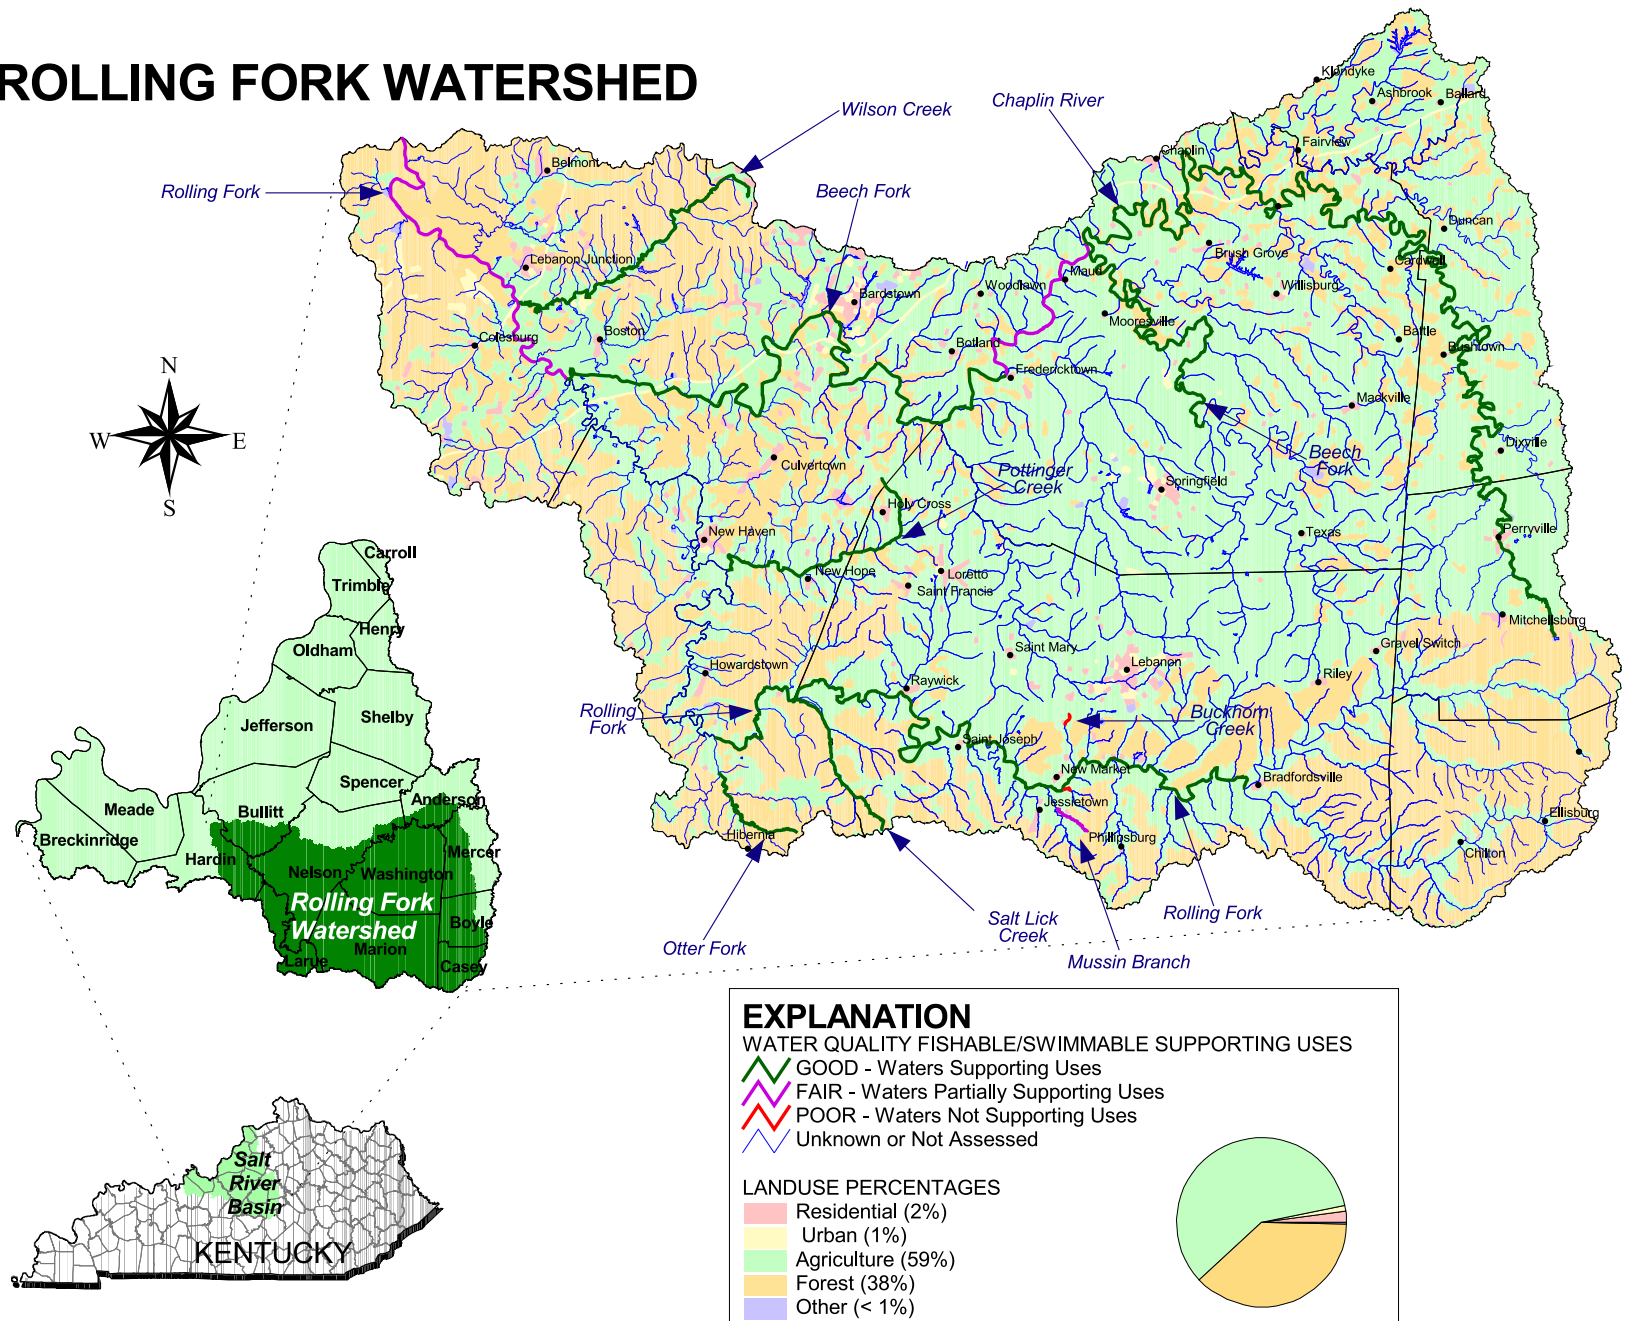 ROLLING FORK WATERSHED
Wilson Creek
Chaplin River
Rolling Fork
Beech Fork
Klondyke
Ashbrook
Ballard
Fairview
Chaplin
Belmont
Duncan
Brush Grove
Cardwell
Lebanon Junction
Maud
Woodlawn
Willisburg
Bardstown
Mooresville
Colesburg
Boston
Botland
Battle
Bushtown
Fredericktown
Mackville
N
W
E
S
Culvertown
Pottinger
Creek
Beech
Fork
Dixville
Springfield
Holy Cross
New Haven
Texas
Perryville
New Hope
Loretto
Saint Francis
Mitchellsburg
Saint Mary
Gravel Switch
Howardstown
Lebanon
Riley
Raywick
Rolling
Fork
Buckhorn
Creek
Saint Joseph
New Market
Bradfordsville
Jessietown
Phillipsburg
Hibernia
Ellisburg
Chilton
Otter Fork
Salt Lick
Creek
Rolling Fork
Mussin Branch
Carroll
Trimble
Henry
Oldham
Jefferson
Shelby
Spencer
Anderson
Meade
Bullitt
Breckinridge
Hardin
Mercer
Nelson
Washington
Rolling Fork
Watershed
Boyle
Marion
Larue
Casey
Salt
River
Basin
KENTUCKY
EXPLANATION
WATER QUALITY FISHABLE/SWIMMABLE SUPPORTING USES
GOOD - Waters Supporting Uses
FAIR - Waters Partially Supporting Uses
POOR - Waters Not Supporting Uses
Unknown or Not Assessed
LANDUSE PERCENTAGES
Residential (2%)
Urban (1%)
Agriculture (59%)
Forest (38%)
Other (< 1%)